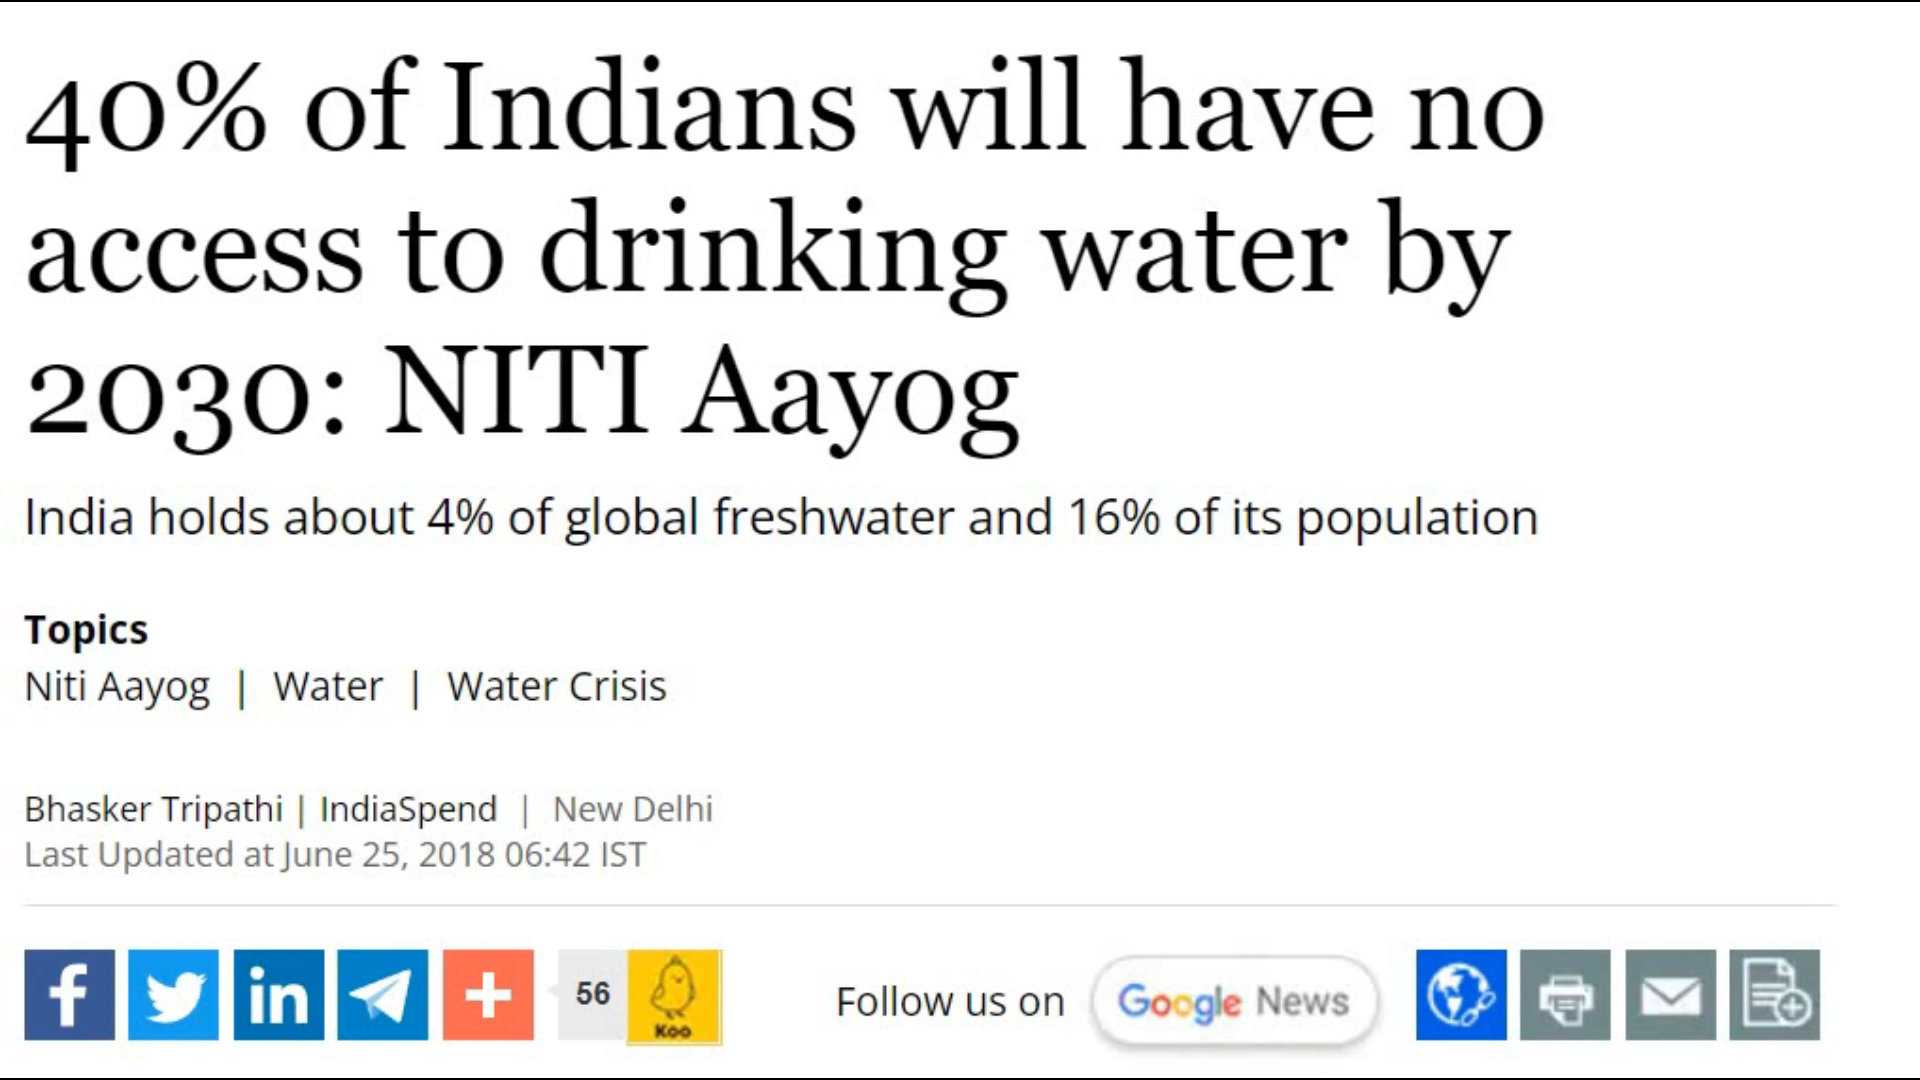 40% of Indians will have no
access to drinking water by
2030: NITI Aayog
India holds about 4% of global freshwater and 16% of its population
Topics
Niti Aayog | Water | Water Crisis
Bhasker Tripathi | IndiaSpend | New Delhi
Last Updated at June 25, 2018 06:42 IST
f in + 56 Koo Follow us on Google News